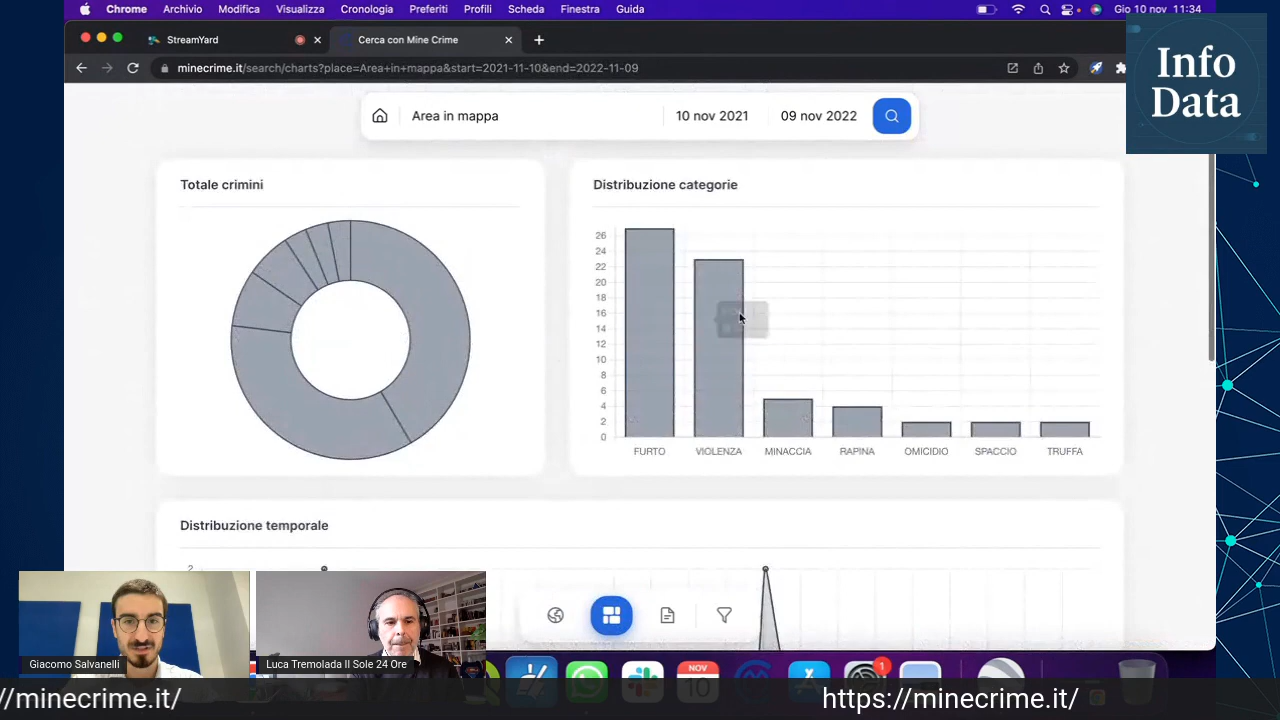 Chrome Archivio Modifica Visualizza Cronologia Preferiti Profili Scheda Finestra Guida Gio 10 nov 11:34
StreamYard Cerca con Mine Crime
minecrime.it/search/charts?place=Area+in+mappa&start=2021-11-10&end=2022-11-09
Info
Data
Area in mappa 10 nov 2021 09 nov 2022
Totale crimini
Distribuzione categorie
26
24
22
20
18
16
14
12
10
8
6
4
2
0
FURTO VIOLENZA MINACCIA RAPINA OMICIDIO SPACCIO TRUFFA
Distribuzione temporale
2
Giacomo Salvanelli
Luca Tremolada Il Sole 24 Ore
NOV
10
1
//minecrime.it/ https://minecrime.it/